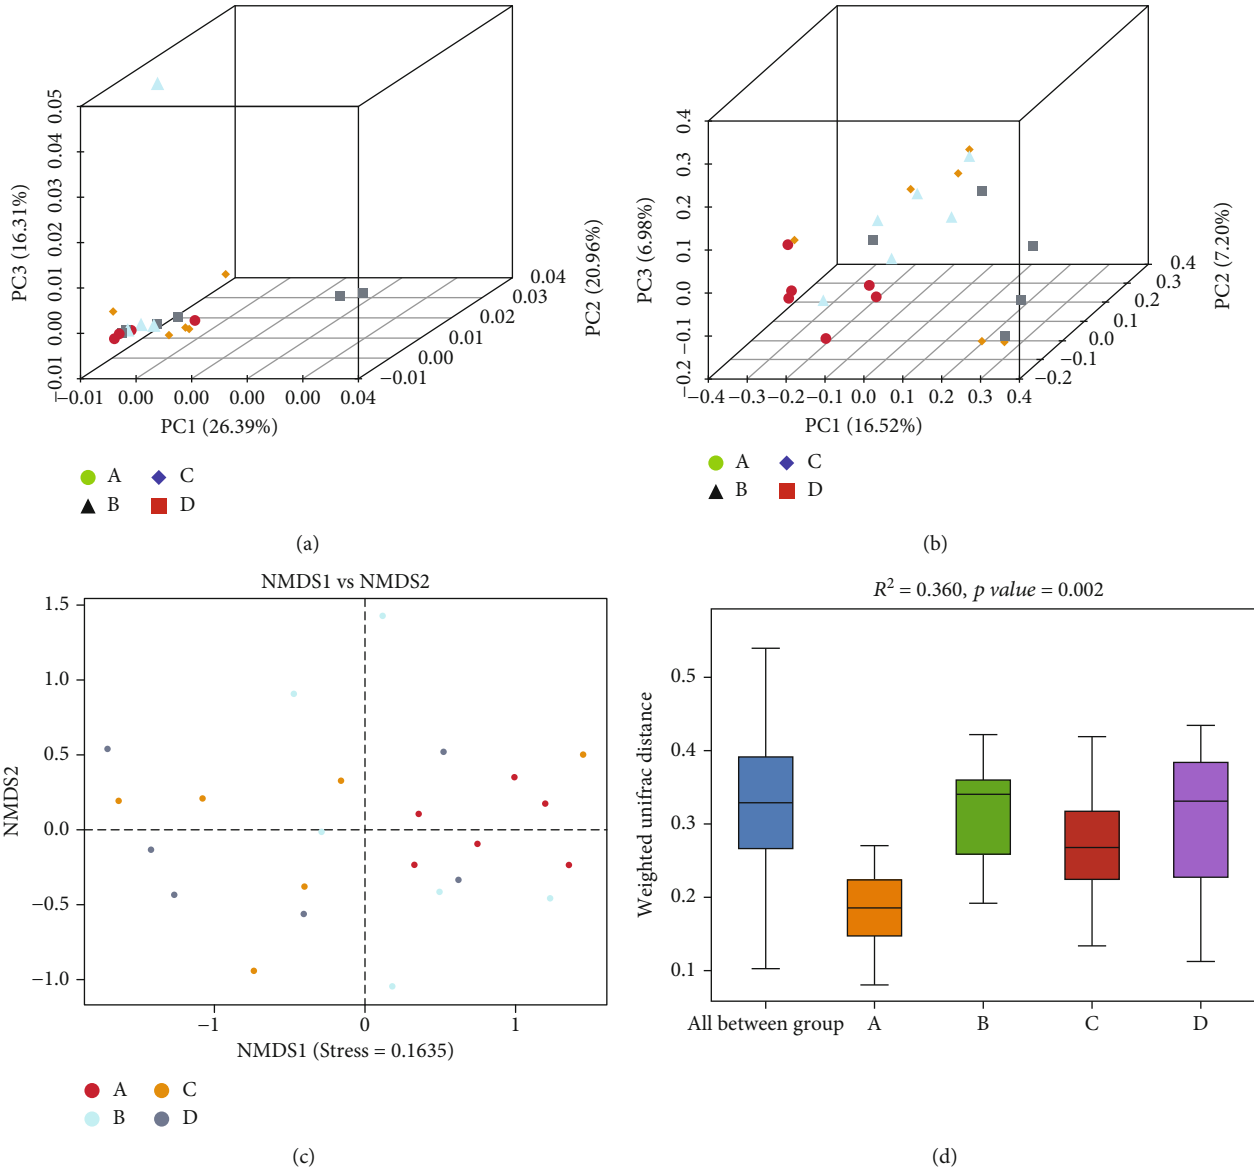 0.05
0.04
0.03
0.02
0.01
0.00
−0.01
PC3 (16.31%)
−0.01 0.00 0.00 0.00 0.00 0.04
PC1 (26.39%)
0.04
0.03
0.02
0.01
0.00
−0.01
PC2 (20.96%)
A C
B D
(a)
0.4
0.3
0.2
0.1
0.0
−0.1
−0.2
PC3 (6.98%)
−0.4 −0.3 −0.2 −0.1 0.0 0.1 0.2 0.3 0.4
PC1 (16.52%)
0.4
0.3
0.2
0.1
0.0
−0.1
−0.2
PC2 (7.20%)
A C
B D
(b)
NMDS1 vs NMDS2
1.5
1.0
0.5
0.0
−0.5
−1.0
NMDS2
−1 0 1
NMDS1 (Stress = 0.1635)
A C
B D
(c)
R² = 0.360, p value = 0.002
0.5
0.4
0.3
0.2
0.1
Weighted unifrac distance
All between group A B C D
(d)